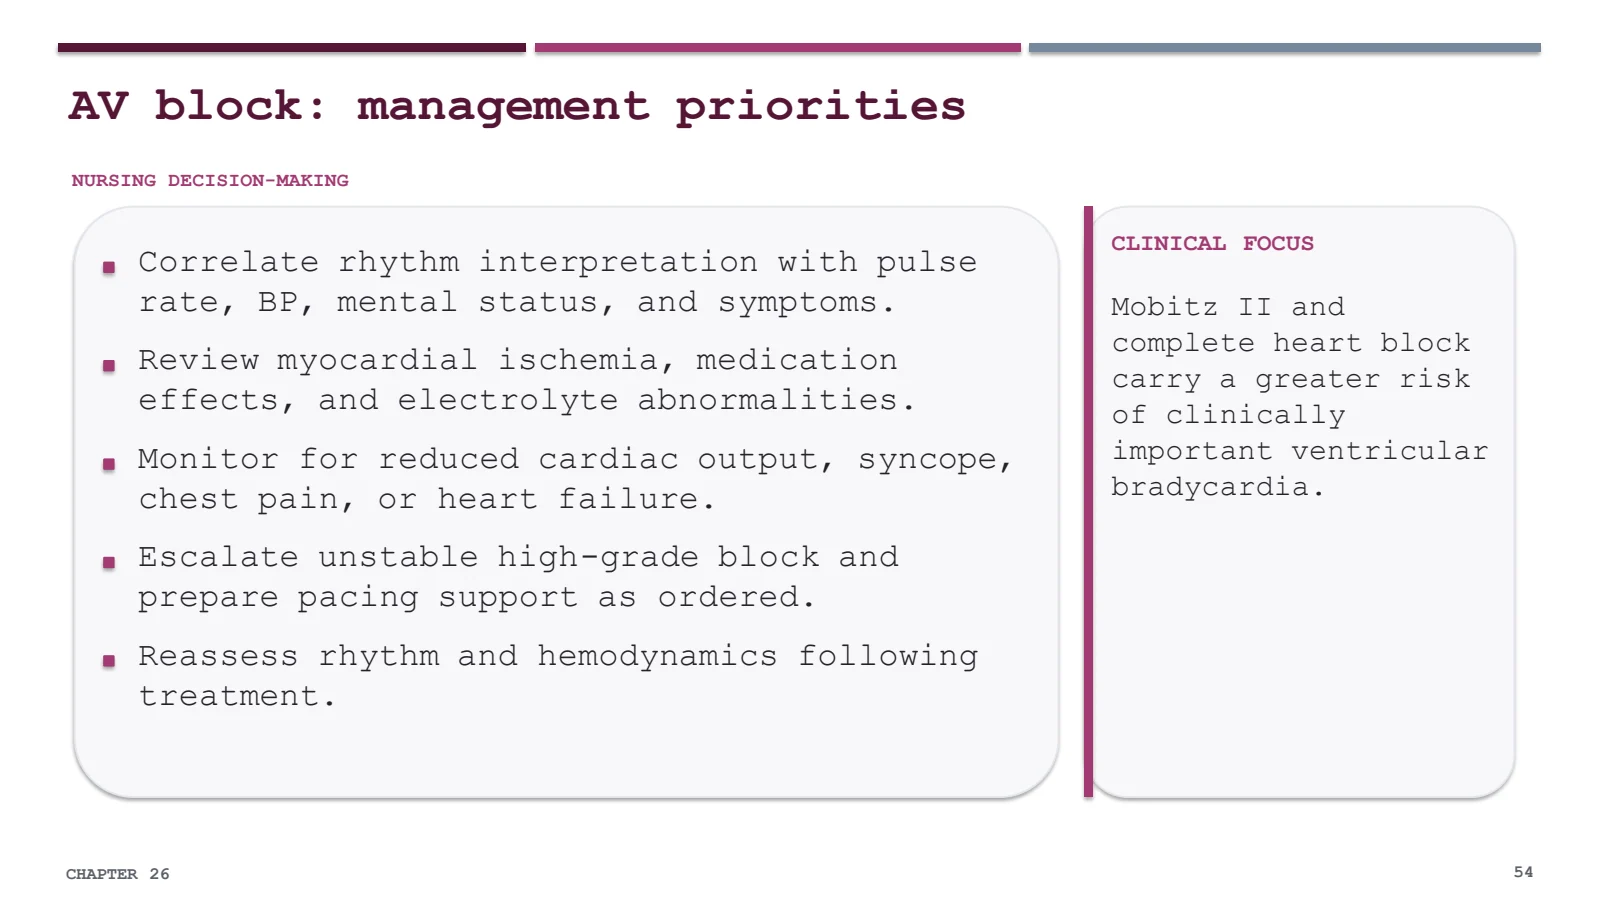 AV block: management priorities
NURSING DECISION-MAKING
Correlate rhythm interpretation with pulse
rate, BP, mental status, and symptoms.
Review myocardial ischemia, medication
effects, and electrolyte abnormalities.
Monitor for reduced cardiac output, syncope,
chest pain, or heart failure.
Escalate unstable high-grade block and
prepare pacing support as ordered.
Reassess rhythm and hemodynamics following
treatment.
CLINICAL FOCUS
Mobitz II and
complete heart block
carry a greater risk
of clinically
important ventricular
bradycardia.
CHAPTER 26
54